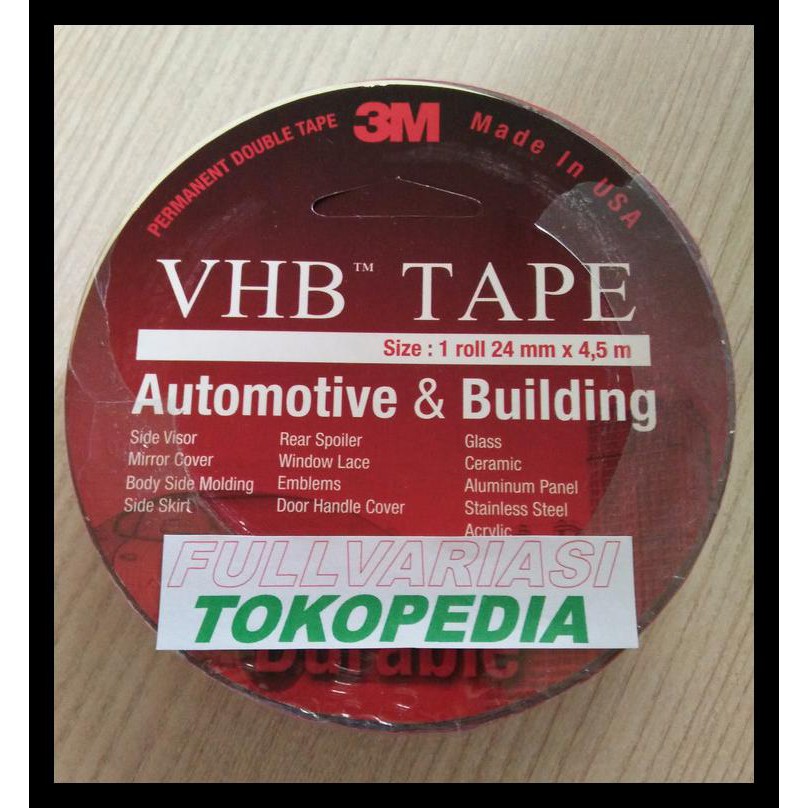 PERMANENT DOUBLE TAPE 3M Made In USA
VHB™ TAPE
Size : 1 roll 24 mm x 4,5 m
Automotive & Building
Side Visor
Mirror Cover
Body Side Molding
Side Skirt
Rear Spoiler
Window Lace
Emblems
Door Handle Cover
Glass
Ceramic
Aluminum Panel
Stainless Steel
Acrylic
FULLVARIASI
TOKOPEDIA
Durable